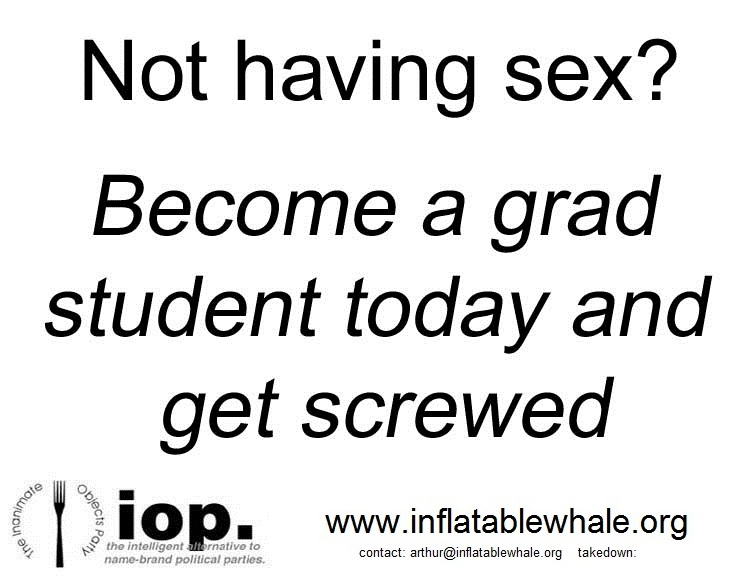 Not having sex?
Become a grad
student today and
get screwed
The Inanimate Objects Party
iop.
the intelligent alternative to
name-brand political parties.
www.inflatablewhale.org
contact: arthur@inflatablewhale.org takedown: